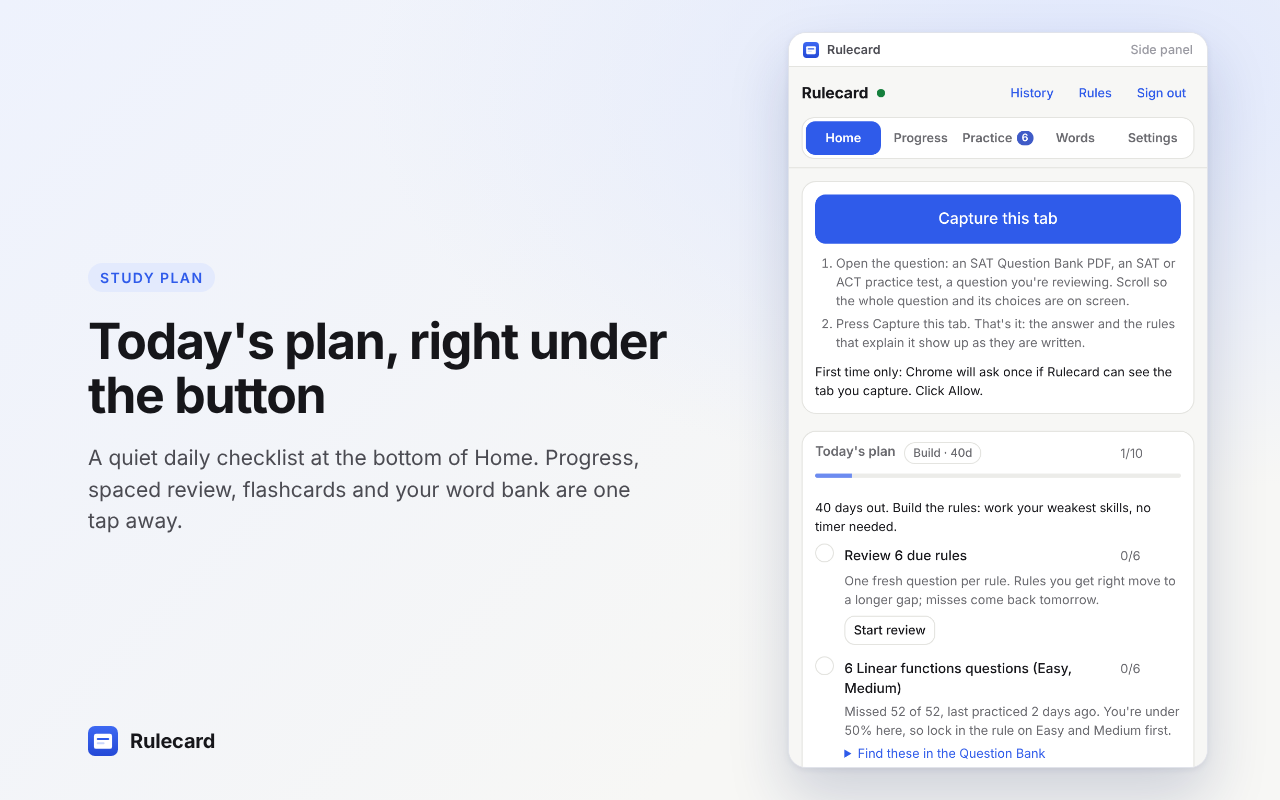 STUDY PLAN
Today's plan, right under
the button
A quiet daily checklist at the bottom of Home. Progress,
spaced review, flashcards and your word bank are one
tap away.
Rulecard
Rulecard
Side panel
Rulecard
History
Rules
Sign out
Home
Progress
Practice 6
Words
Settings
Capture this tab
1. Open the question: an SAT Question Bank PDF, an SAT or
ACT practice test, a question you're reviewing. Scroll so
the whole question and its choices are on screen.
2. Press Capture this tab. That's it: the answer and the rules
that explain it show up as they are written.
First time only: Chrome will ask once if Rulecard can see the
tab you capture. Click Allow.
Today's plan
Build · 40d
1/10
40 days out. Build the rules: work your weakest skills, no
timer needed.
Review 6 due rules
0/6
One fresh question per rule. Rules you get right move to
a longer gap; misses come back tomorrow.
Start review
6 Linear functions questions (Easy,
Medium)
0/6
Missed 52 of 52, last practiced 2 days ago. You're under
50% here, so lock in the rule on Easy and Medium first.
Find these in the Question Bank